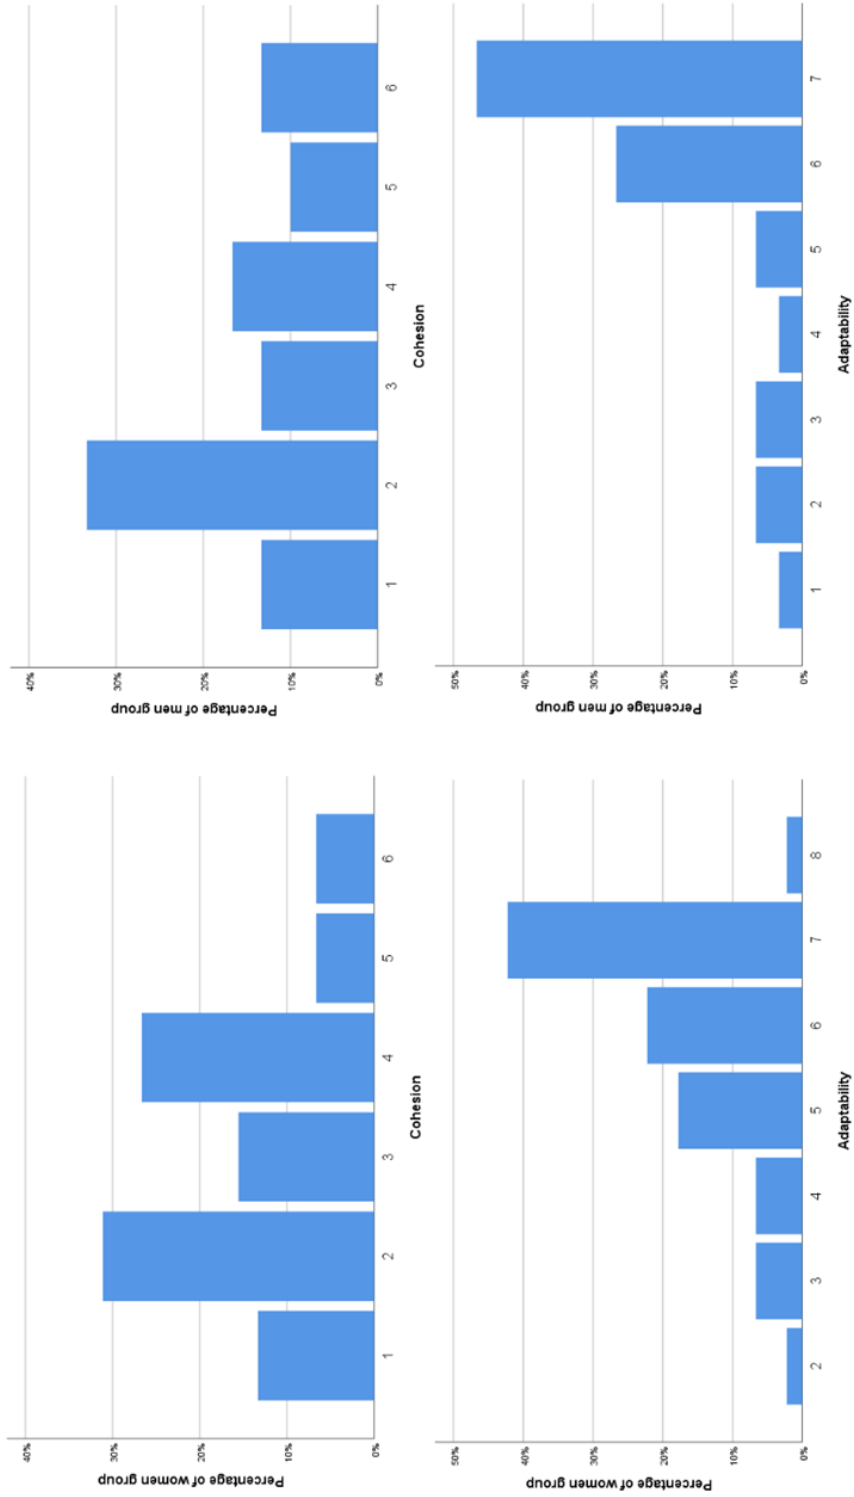 Percentage of women group
40%
30%
20%
10%
0%
1 2 3 4 5 6
Cohesion
Percentage of men group
40%
30%
20%
10%
0%
1 2 3 4 5 6
Cohesion
Percentage of women group
50%
40%
30%
20%
10%
0%
2 3 4 5 6 7 8
Adaptability
Percentage of men group
50%
40%
30%
20%
10%
0%
1 2 3 4 5 6 7
Adaptability